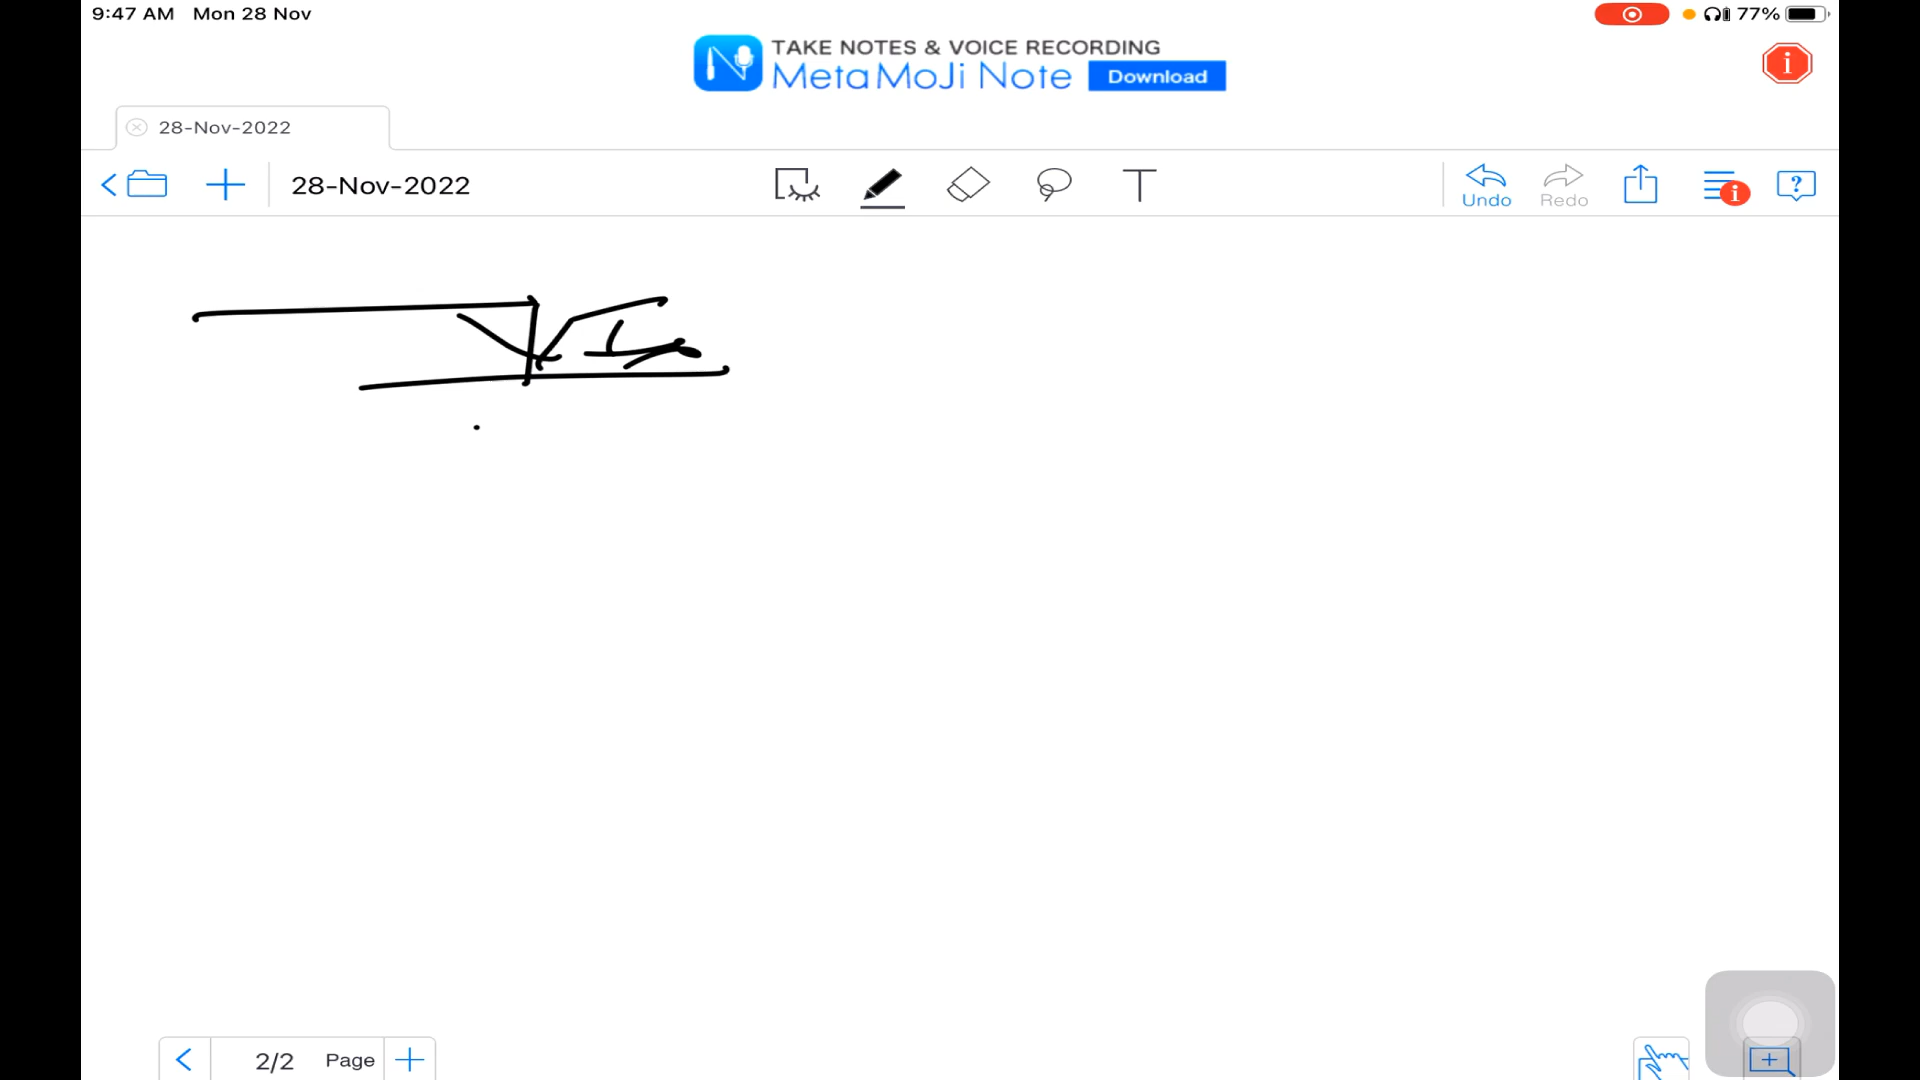 9:47 AM Mon 28 Nov
77%
TAKE NOTES & VOICE RECORDING
MetaMoJi Note Download
28-Nov-2022
28-Nov-2022
T
Undo
Redo
2/2 Page